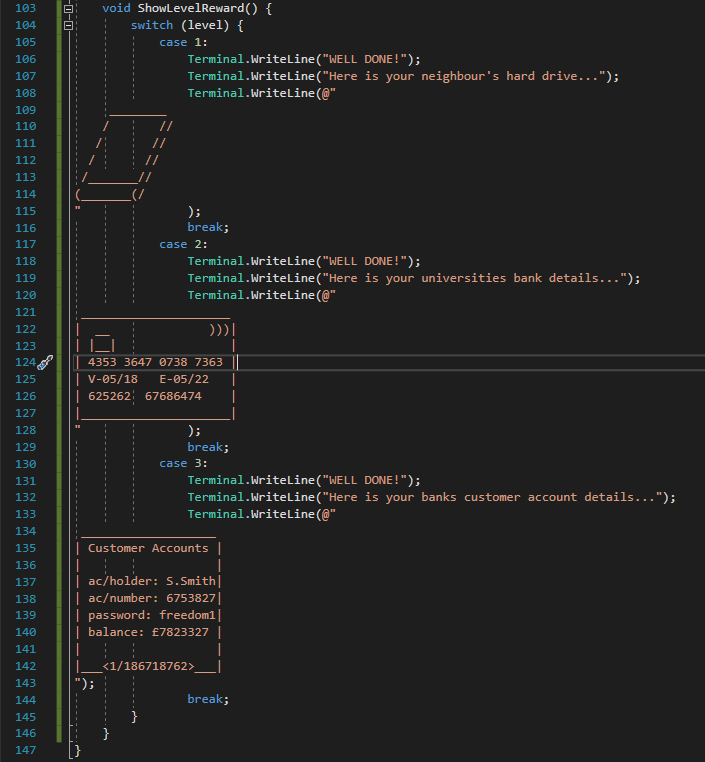 103 void ShowLevelReward() {
104 switch (level) {
105 case 1:
106 Terminal.WriteLine("WELL DONE!");
107 Terminal.WriteLine("Here is your neighbour's hard drive...");
108 Terminal.WriteLine(@"
109 ________
110 /       //
111 /       //
112 /       //
113 /_______//
114 (_______(/
115 "               );
116 break;
117 case 2:
118 Terminal.WriteLine("WELL DONE!");
119 Terminal.WriteLine("Here is your universities bank details...");
120 Terminal.WriteLine(@"
121 _____________________
122 |  __              )))|
123 | |__|                |
124 | 4353 3647 0738 7363 |
125 | V-05/18   E-05/22   |
126 | 625262  67686474    |
127 |_____________________|
128 "               );
129 break;
130 case 3:
131 Terminal.WriteLine("WELL DONE!");
132 Terminal.WriteLine("Here is your banks customer account details...");
133 Terminal.WriteLine(@"
134 ___________________
135 | Customer Accounts |
136 |                   |
137 | ac/holder: S.Smith|
138 | ac/number: 6753827|
139 | password: freedom1|
140 | balance: £7823327 |
141 |                   |
142 |___<1/186718762>___|
143 ");
144 break;
145 }
146 }
147 }